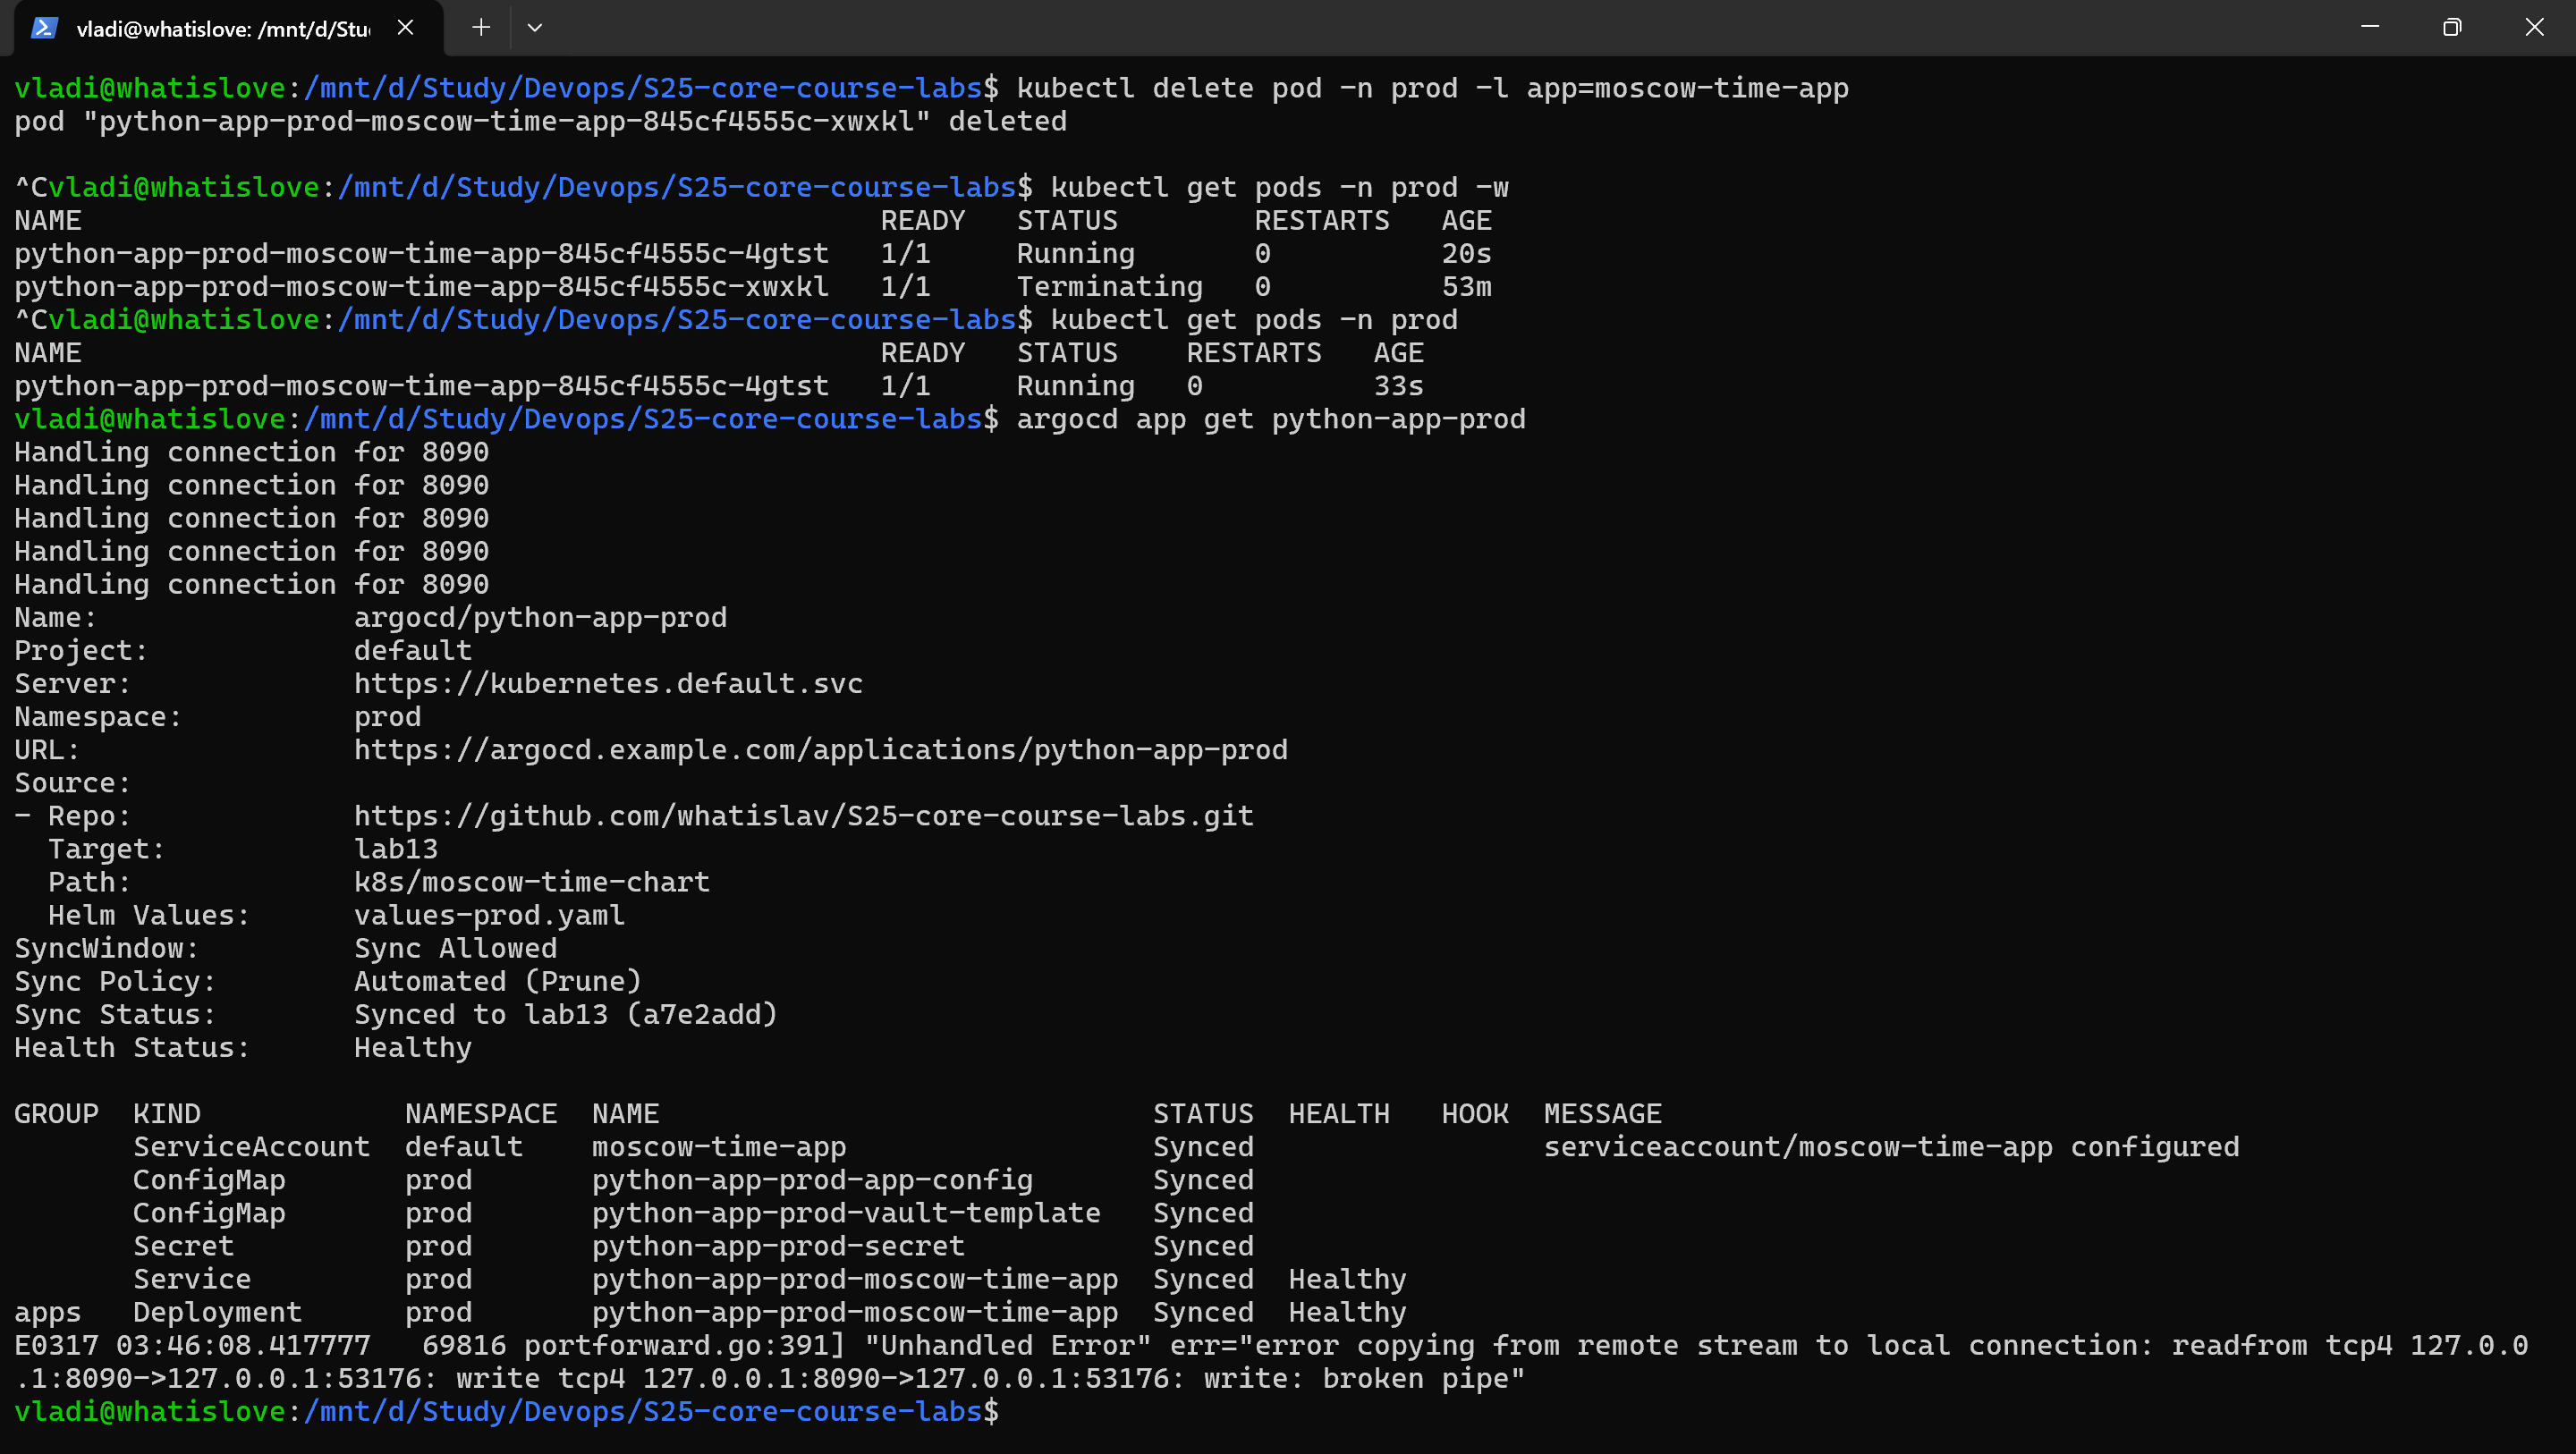 vladi@whatislove: /mnt/d/Stu
vladi@whatislove:/mnt/d/Study/Devops/S25-core-course-labs$ kubectl delete pod -n prod -l app=moscow-time-app
pod "python-app-prod-moscow-time-app-845cf4555c-xwxkl" deleted
^Cvladi@whatislove:/mnt/d/Study/Devops/S25-core-course-labs$ kubectl get pods -n prod -w
NAME                                               READY   STATUS        RESTARTS   AGE
python-app-prod-moscow-time-app-845cf4555c-4gtst   1/1     Running       0          20s
python-app-prod-moscow-time-app-845cf4555c-xwxkl   1/1     Terminating   0          53m
^Cvladi@whatislove:/mnt/d/Study/Devops/S25-core-course-labs$ kubectl get pods -n prod
NAME                                               READY   STATUS    RESTARTS   AGE
python-app-prod-moscow-time-app-845cf4555c-4gtst   1/1     Running   0          33s
vladi@whatislove:/mnt/d/Study/Devops/S25-core-course-labs$ argocd app get python-app-prod
Handling connection for 8090
Handling connection for 8090
Handling connection for 8090
Handling connection for 8090
Handling connection for 8090
Name:               argocd/python-app-prod
Project:            default
Server:             https://kubernetes.default.svc
Namespace:          prod
URL:                https://argocd.example.com/applications/python-app-prod
Source:
- Repo:             https://github.com/whatislav/S25-core-course-labs.git
  Target:           lab13
  Path:             k8s/moscow-time-chart
  Helm Values:      values-prod.yaml
SyncWindow:         Sync Allowed
Sync Policy:        Automated (Prune)
Sync Status:        Synced to lab13 (a7e2add)
Health Status:      Healthy
GROUP  KIND            NAMESPACE  NAME                             STATUS  HEALTH   HOOK  MESSAGE
       ServiceAccount  default    moscow-time-app                  Synced                 serviceaccount/moscow-time-app configured
       ConfigMap       prod       python-app-prod-app-config       Synced
       ConfigMap       prod       python-app-prod-vault-template   Synced
       Secret          prod       python-app-prod-secret           Synced
       Service         prod       python-app-prod-moscow-time-app  Synced  Healthy
apps   Deployment      prod       python-app-prod-moscow-time-app  Synced  Healthy
E0317 03:46:08.417777   69816 portforward.go:391] "Unhandled Error" err="error copying from remote stream to local connection: readfrom tcp4 127.0.0
.1:8090->127.0.0.1:53176: write tcp4 127.0.0.1:8090->127.0.0.1:53176: write: broken pipe"
vladi@whatislove:/mnt/d/Study/Devops/S25-core-course-labs$